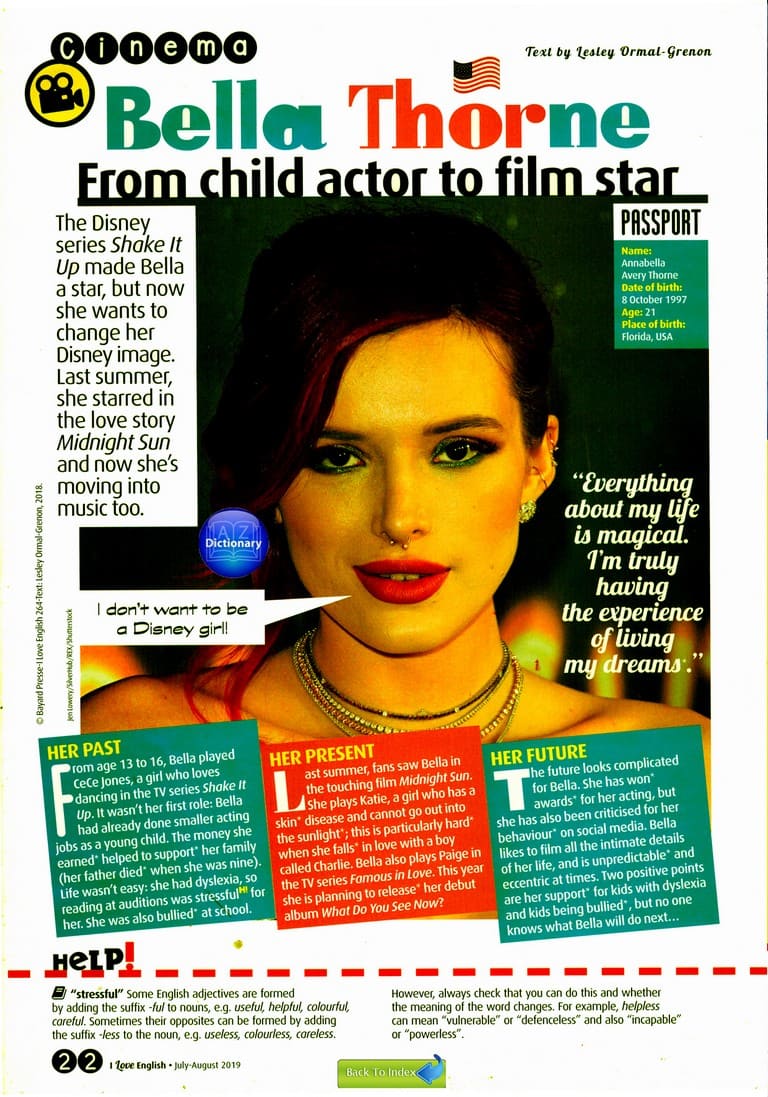 Cinema
Text by Lesley Ormal-Grenon
Bella Thorne
From child actor to film star
The Disney
series Shake It
Up made Bella
a star, but now
she wants to
change her
Disney image.
Last summer,
she starred in
the love story
Midnight Sun
and now she's
moving into
music too.
PASSPORT
Name:
Annabella
Avery Thorne
Date of birth:
8 October 1997
Age: 21
Place of birth:
Florida, USA
© Bayard Presse-I Love English 264-Text: Lesley Ormal-Grenon, 2018.
Jen Lowery/Silverhub/REX/Shutterstock
A-Z
Dictionary
I don't want to be
a Disney girl!
"Everything
about my life
is magical.
I'm truly
having
the experience
of living
my dreams*."
HER PAST
From age 13 to 16, Bella played
CeCe Jones, a girl who loves
dancing in the TV series Shake It
Up. It wasn't her first role: Bella
had already done smaller acting
jobs as a young child. The money she
earned* helped to support* her family
(her father died* when she was nine).
Life wasn't easy: she had dyslexia, so
reading at auditions was stressful(H!) for
her. She was also bullied* at school.
HER PRESENT
Last summer, fans saw Bella in
the touching film Midnight Sun.
She plays Katie, a girl who has a
skin* disease and cannot go out into
the sunlight*; this is particularly hard*
when she falls* in love with a boy
called Charlie. Bella also plays Paige in
the TV series Famous in Love. This year
she is planning to release* her debut
album What Do You See Now?
HER FUTURE
The future looks complicated
for Bella. She has won*
awards* for her acting, but
she has also been criticised for her
behaviour* on social media. Bella
likes to film all the intimate details
of her life, and is unpredictable* and
eccentric at times. Two positive points
are her support* for kids with dyslexia
and kids being bullied*, but no one
knows what Bella will do next...
HELP!
"stressful" Some English adjectives are formed
by adding the suffix -ful to nouns, e.g. useful, helpful, colourful,
careful. Sometimes their opposites can be formed by adding
the suffix -less to the noun, e.g. useless, colourless, careless.
However, always check that you can do this and whether
the meaning of the word changes. For example, helpless
can mean "vulnerable" or "defenceless" and also "incapable"
or "powerless".
22 I Love English • July-August 2019
Back To Index